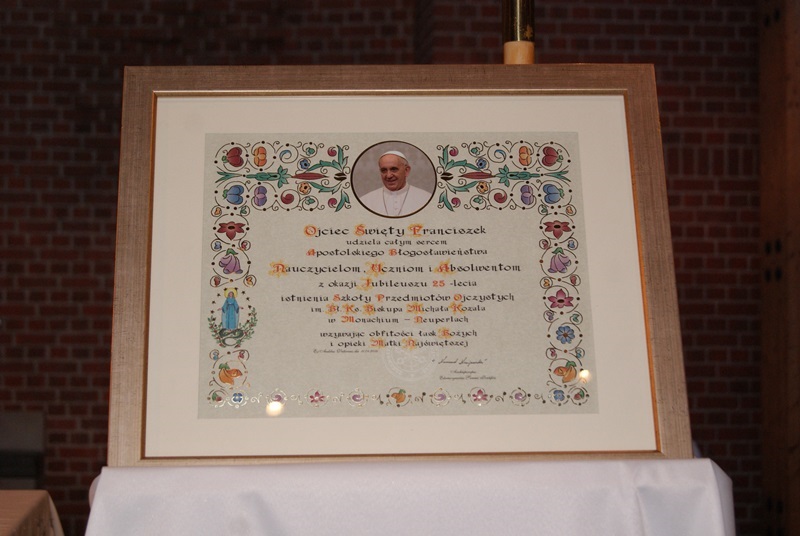 Ojciec Święty Franciszek
udziela całym sercem
Apostolskiego Błogosławieństwa
Nauczycielom, Uczniom i Absolwentom
z okazji Jubileuszu 25 -lecia
istnienia Szkoły Przedmiotów Ojczystych
im. Bł. Ks. Biskupa Michała Kozala
w Monachium - Neuperlach
wzywając obfitości łask Bożych
i opieki Matki Najświętszej